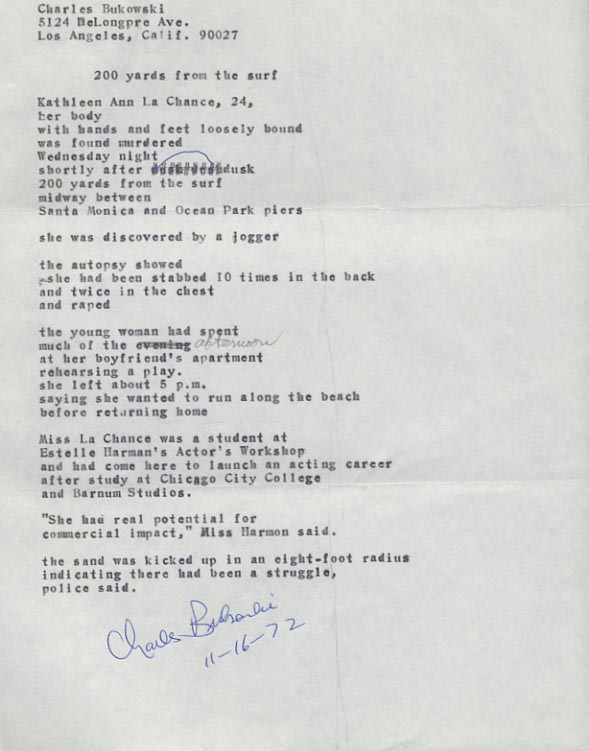 Charles Bukowski
5124 DeLongpre Ave.
Los Angeles, Calif. 90027
200 yards from the surf
Kathleen Ann La Chance, 24,
her body
with hands and feet loosely bound
was found murdered
Wednesday night
shortly after dusk
200 yards from the surf
midway between
Santa Monica and Ocean Park piers
she was discovered by a jogger
the autopsy showed
she had been stabbed I0 times in the back
and twice in the chest
and raped
the young woman had spent
much of the evening afternoon
at her boyfriend's apartment
rehearsing a play.
she left about 5 p.m.
saying she wanted to run along the beach
before returning home
Miss La Chance was a student at
Estelle Harman's Actor's Workshop
and had come here to launch an acting career
after study at Chicago City College
and Barnum Studios.
"She had real potential for
commercial impact," Miss Harmon said.
the sand was kicked up in an eight-foot radius
indicating there had been a struggle,
police said.
Charles Bukowski
11-16-72